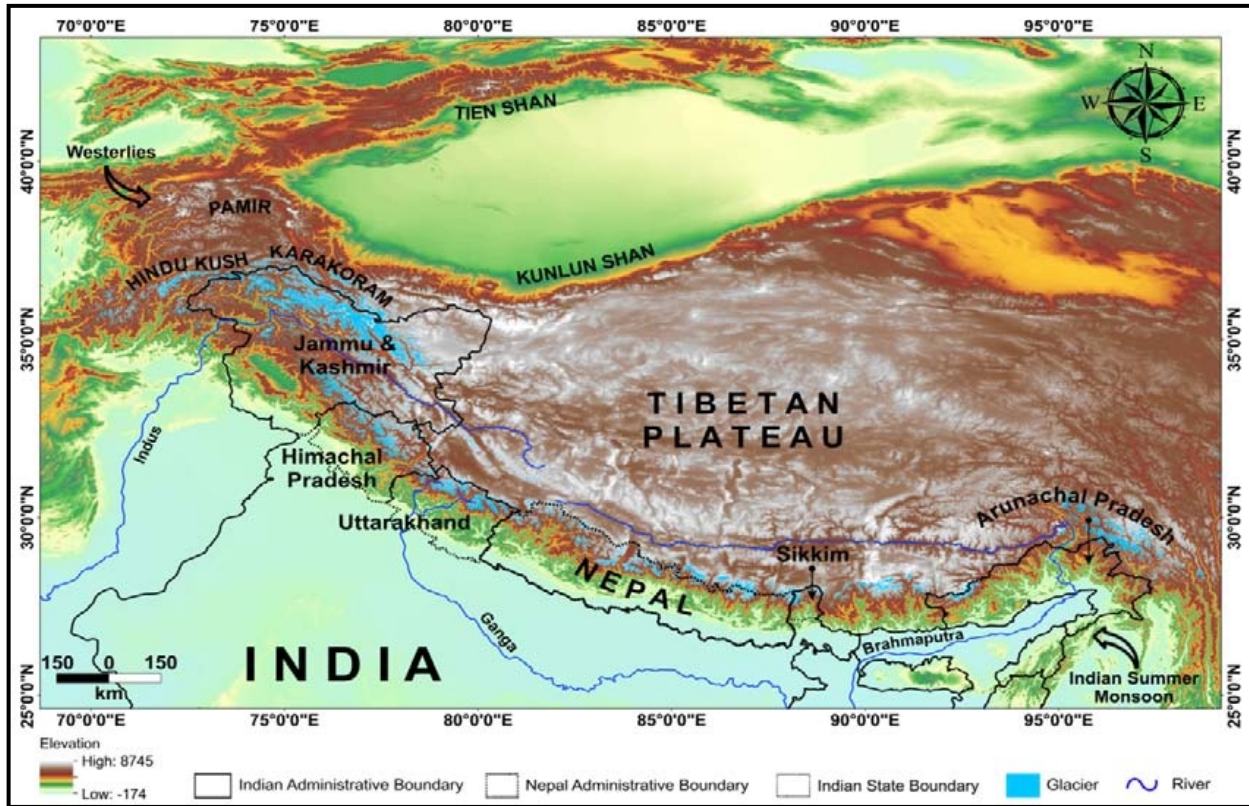 70°0'0"E 75°0'0"E 80°0'0"E 85°0'0"E 90°0'0"E 95°0'0"E
N
W E
S
TIEN SHAN
Westerlies
40°0'0"N 40°0'0"N
PAMIR
HINDU KUSH KARAKORAM
KUNLUN SHAN
35°0'0"N 35°0'0"N
Jammu &
Kashmir
TIBETAN
PLATEAU
Indus
Himachal
Pradesh
Uttarakhand
Arunachal Pradesh
30°0'0"N 30°0'0"N
Sikkim
NEPAL
Ganga
Brahmaputra
INDIA
150 0 150
km
Indian Summer
Monsoon
25°0'0"N 25°0'0"N
70°0'0"E 75°0'0"E 80°0'0"E 85°0'0"E 90°0'0"E 95°0'0"E
Elevation
High: 8745
Low: -174
Indian Administrative Boundary Nepal Administrative Boundary Indian State Boundary Glacier River